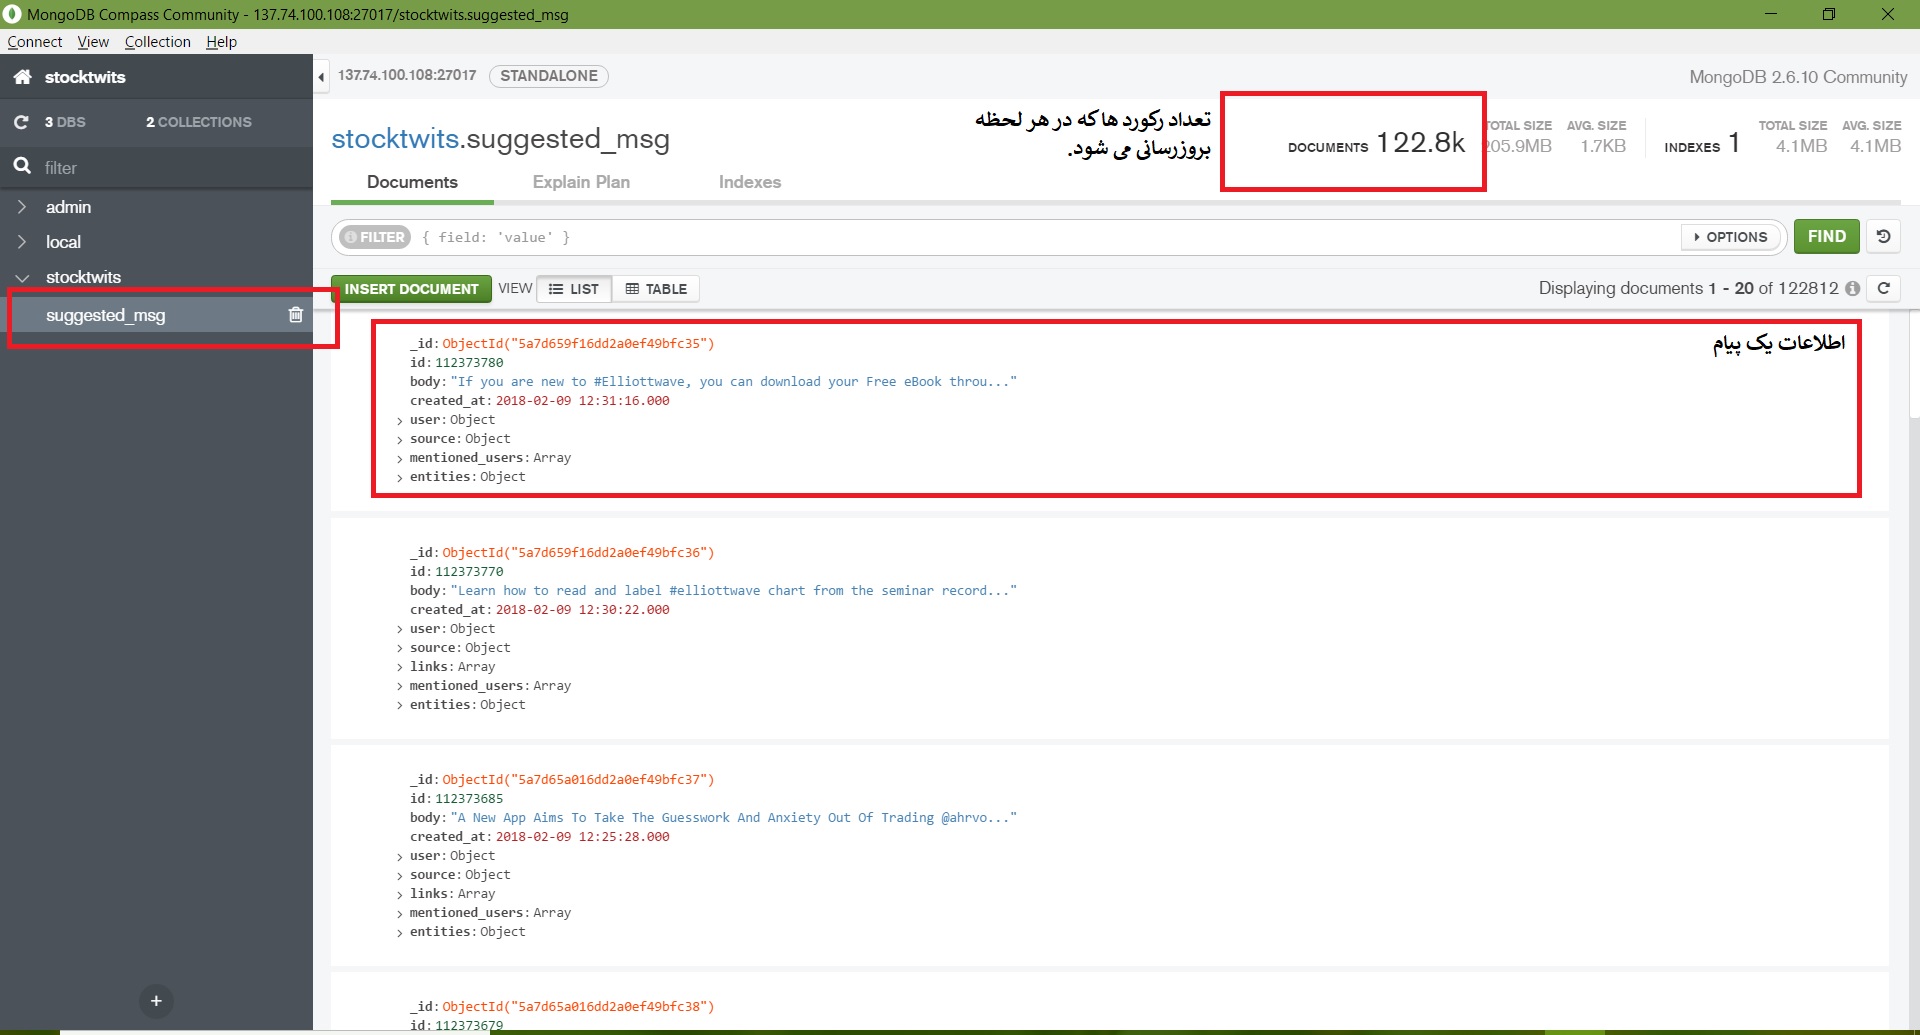 MongoDB Compass Community - 137.74.100.108:27017/stocktwits.suggested_msg
Connect View Collection Help
stocktwits
3 DBS 2 COLLECTIONS
filter
admin
local
stocktwits
suggested_msg
137.74.100.108:27017 STANDALONE MongoDB 2.6.10 Community
stocktwits.suggested_msg
تعداد رکورد ها که در هر لحظه
بروزرسانی می شود.
DOCUMENTS 122.8k
TOTAL SIZE AVG. SIZE
205.9MB 1.7KB
INDEXES 1
TOTAL SIZE AVG. SIZE
4.1MB 4.1MB
Documents Explain Plan Indexes
FILTER { field: 'value' } OPTIONS FIND
INSERT DOCUMENT VIEW LIST TABLE Displaying documents 1 - 20 of 122812
اطلاعات یک پیام
_id: ObjectId("5a7d659f16dd2a0ef49bfc35")
id: 112373780
body: "If you are new to #Elliottwave, you can download your Free eBook throu..."
created_at: 2018-02-09 12:31:16.000
user: Object
source: Object
mentioned_users: Array
entities: Object
_id: ObjectId("5a7d659f16dd2a0ef49bfc36")
id: 112373770
body: "Learn how to read and label #elliottwave chart from the seminar record..."
created_at: 2018-02-09 12:30:22.000
user: Object
source: Object
links: Array
mentioned_users: Array
entities: Object
_id: ObjectId("5a7d65a016dd2a0ef49bfc37")
id: 112373685
body: "A New App Aims To Take The Guesswork And Anxiety Out Of Trading @ahrvo..."
created_at: 2018-02-09 12:25:28.000
user: Object
source: Object
links: Array
mentioned_users: Array
entities: Object
_id: ObjectId("5a7d65a016dd2a0ef49bfc38")
id: 112373679